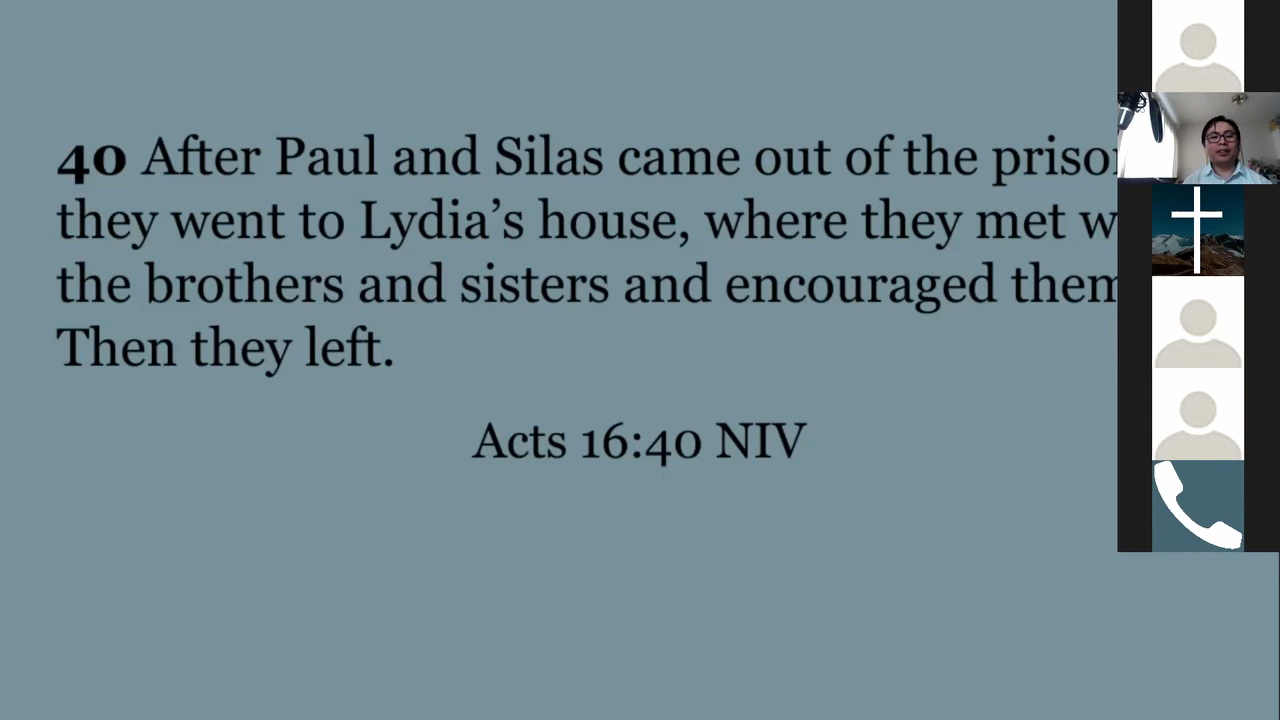 40 After Paul and Silas came out of the
they went to Lydia’s house, where they met
the brothers and sisters and encouraged them
Then they left.
Acts 16:40 NIV